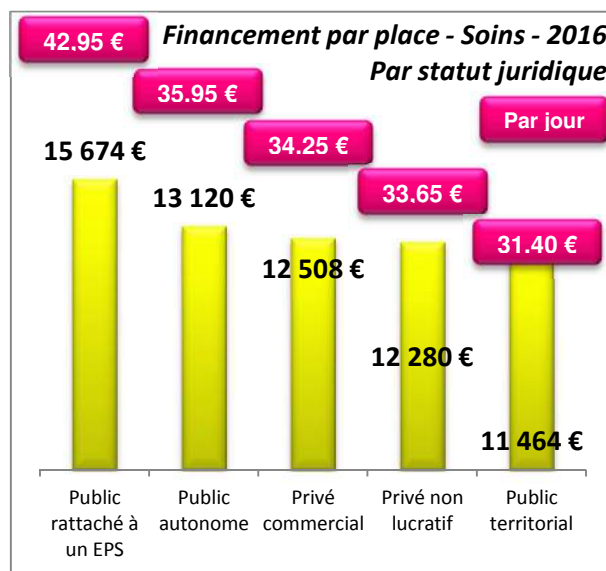 Financement par place - Soins - 2016
Par statut juridique
42.95 €
35.95 €
34.25 €
33.65 €
31.40 €
Par jour
15 674 €
13 120 €
12 508 €
12 280 €
11 464 €
Public
rattaché à
un EPS
Public
autonome
Privé
commercial
Privé non
lucratif
Public
territorial